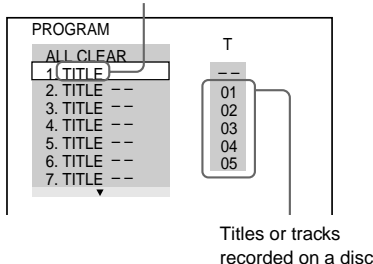 PROGRAM
T
ALL CLEAR
1. TITLE
– –
2. TITLE – –
01
3. TITLE – –
02
4. TITLE – –
03
5. TITLE – –
04
6. TITLE – –
05
7. TITLE – –
Titles or tracks
recorded on a disc